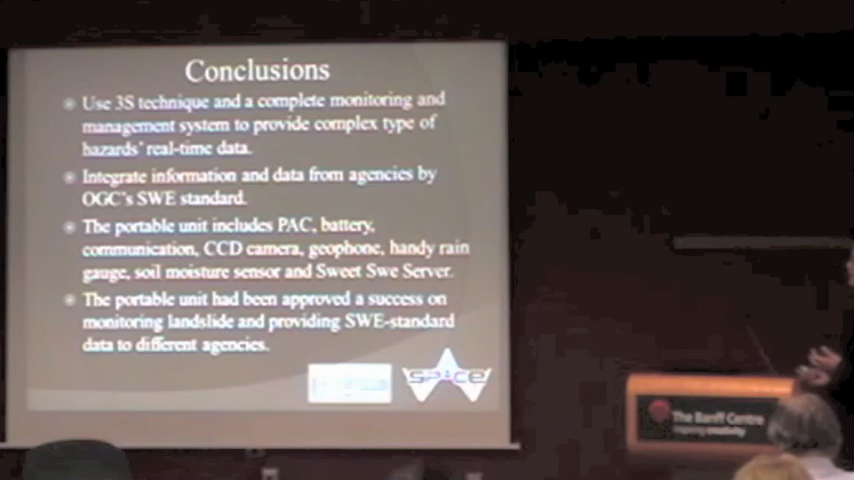 Conclusions
Use 3S technique and a complete monitoring and
management system to provide complex type of
hazards' real-time data.
Integrate information and data from agencies by
OGC's SWE standard.
The portable unit includes PAC, battery,
communication, CCD camera, geophone, handy rain
gauge, soil moisture sensor and Sweet Swe Server.
The portable unit had been approved a success on
monitoring landslide and providing SWE-standard
data to different agencies.
SPACE
The Banff Centre
inspiring creativity